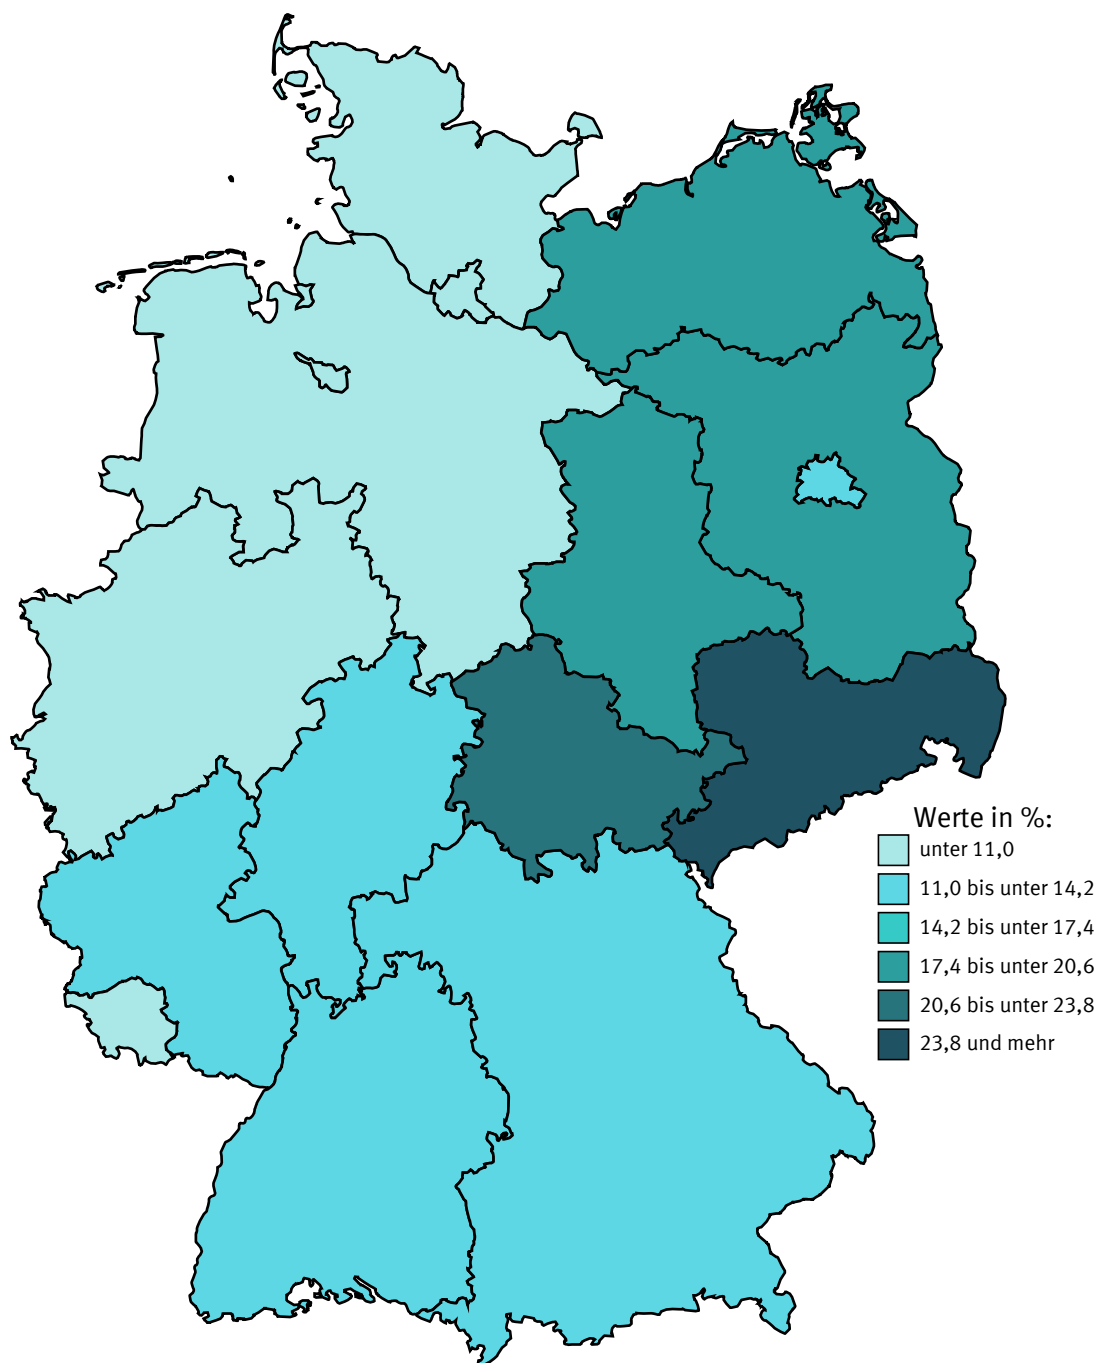 Werte in %:
unter 11,0
11,0 bis unter 14,2
14,2 bis unter 17,4
17,4 bis unter 20,6
20,6 bis unter 23,8
23,8 und mehr